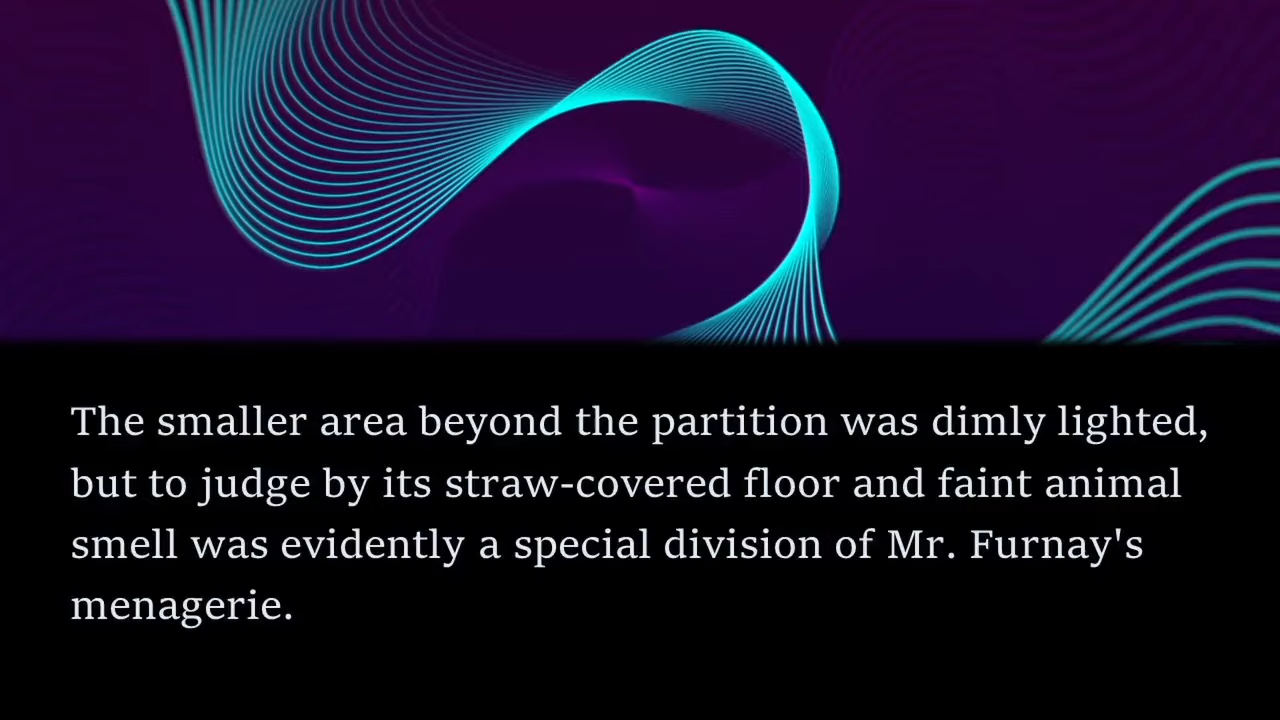 The smaller area beyond the partition was dimly lighted,
but to judge by its straw-covered floor and faint animal
smell was evidently a special division of Mr. Furnay's
menagerie.